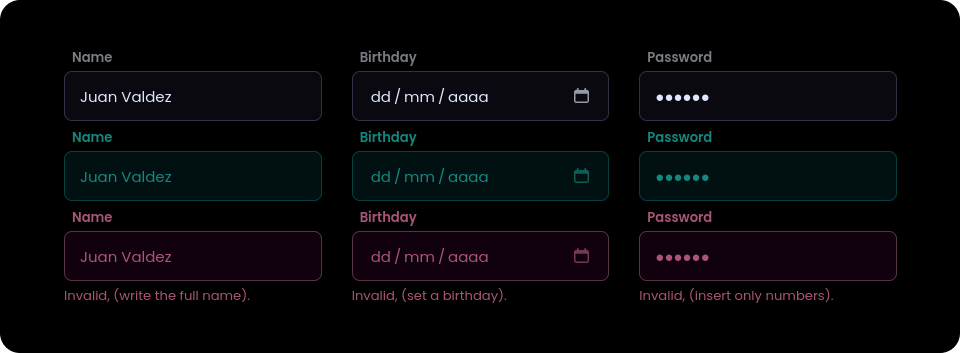 Name Birthday Password
Juan Valdez dd / mm / aaaa ●●●●●●
Name Birthday Password
Juan Valdez dd / mm / aaaa ●●●●●●
Name Birthday Password
Juan Valdez dd / mm / aaaa ●●●●●●
Invalid, (write the full name). Invalid, (set a birthday). Invalid, (insert only numbers).